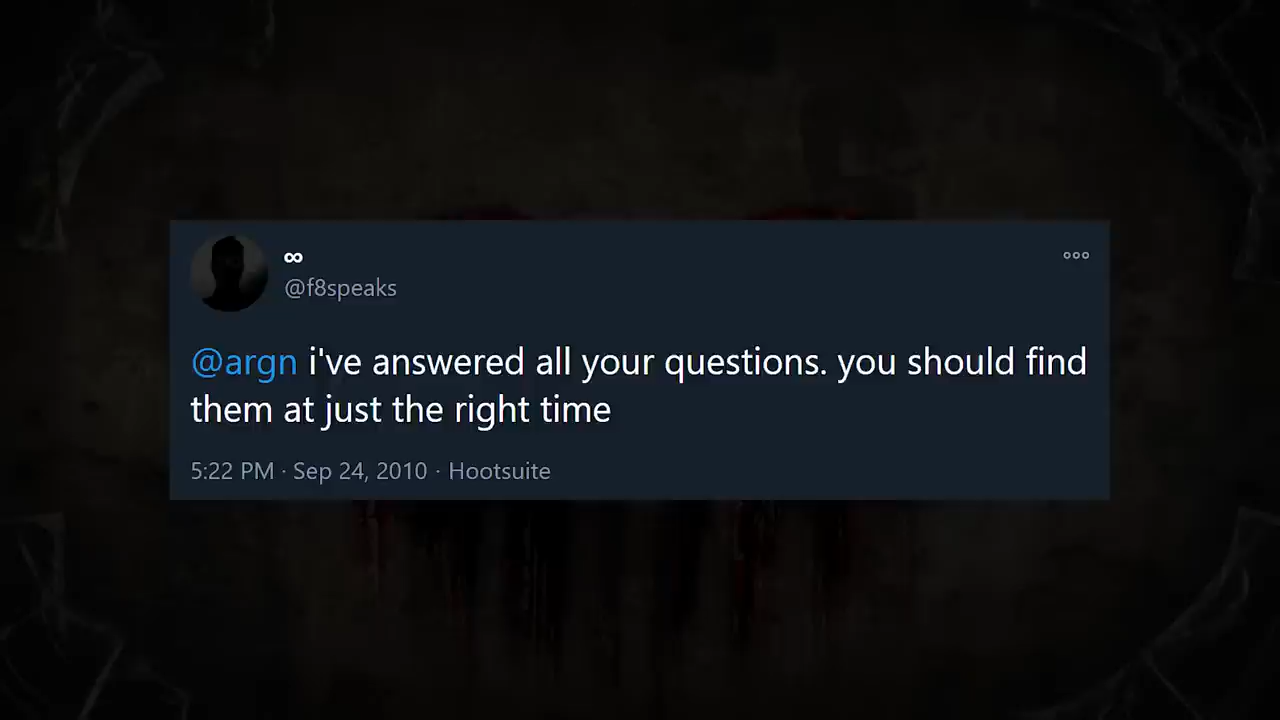 ∞
@f8speaks
@argn i've answered all your questions. you should find
them at just the right time
5:22 PM · Sep 24, 2010 · Hootsuite